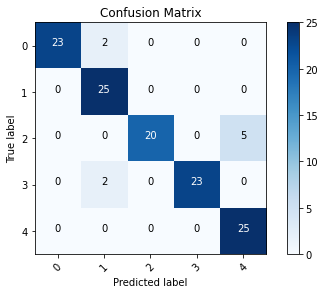 Confusion Matrix
True label
0 23 2 0 0 0
1 0 25 0 0 0
2 0 0 20 0 5
3 0 2 0 23 0
4 0 0 0 0 25
0 1 2 3 4
Predicted label
25
20
15
10
5
0